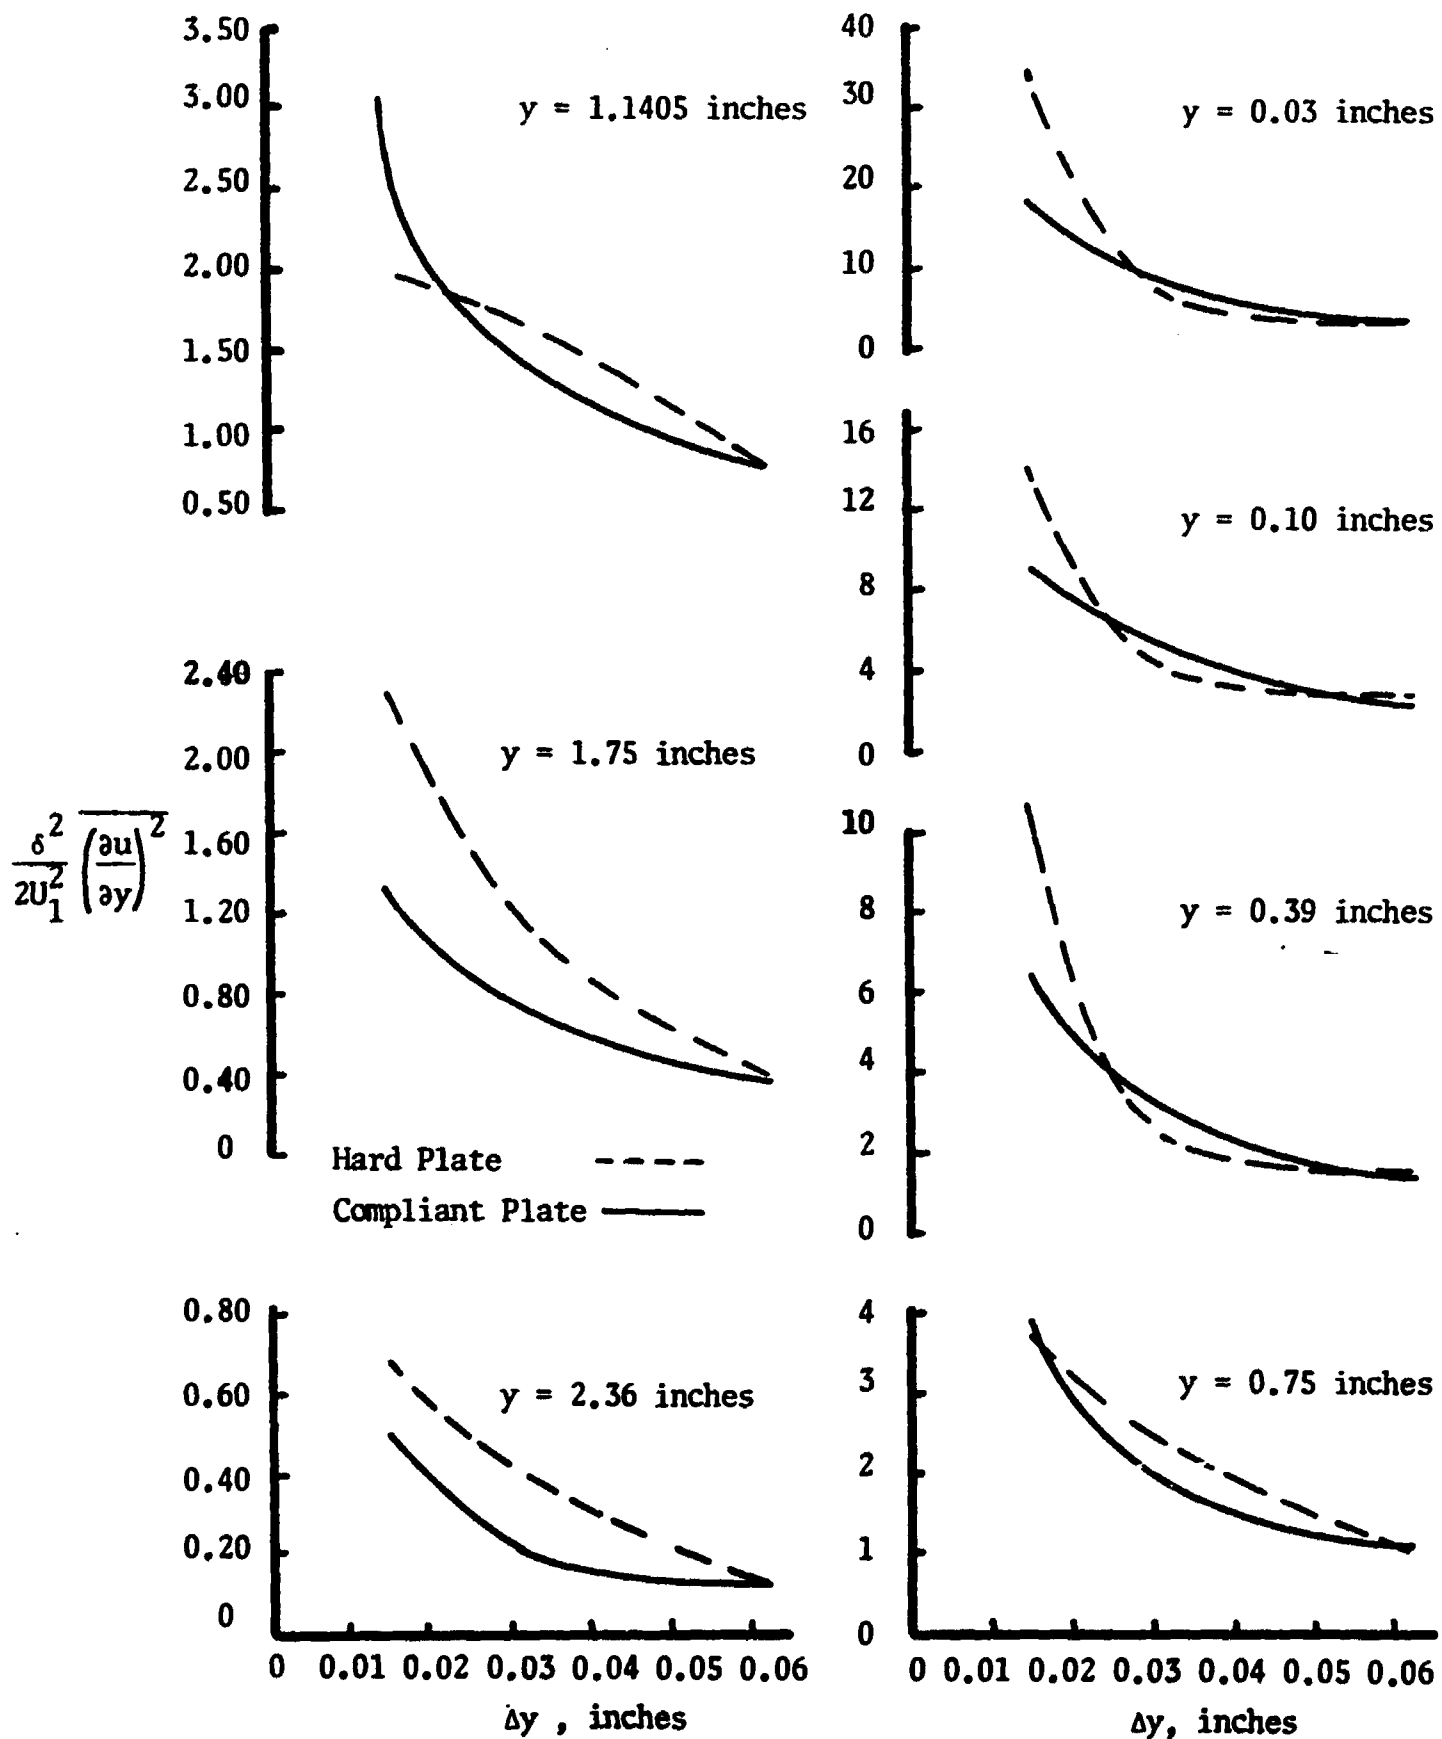 3.50
3.00
2.50
2.00
1.50
1.00
0.50
y = 1.1405 inches
2.40
2.00
1.60
1.20
0.80
0.40
0
y = 1.75 inches
δ² / 2U₁² (∂u/∂y)²
Hard Plate
Compliant Plate
0.80
0.60
0.40
0.20
0
y = 2.36 inches
0 0.01 0.02 0.03 0.04 0.05 0.06
Δy , inches
40
30
20
10
0
y = 0.03 inches
16
12
8
4
0
y = 0.10 inches
10
8
6
4
2
0
y = 0.39 inches
4
3
2
1
0
y = 0.75 inches
0 0.01 0.02 0.03 0.04 0.05 0.06
Δy, inches